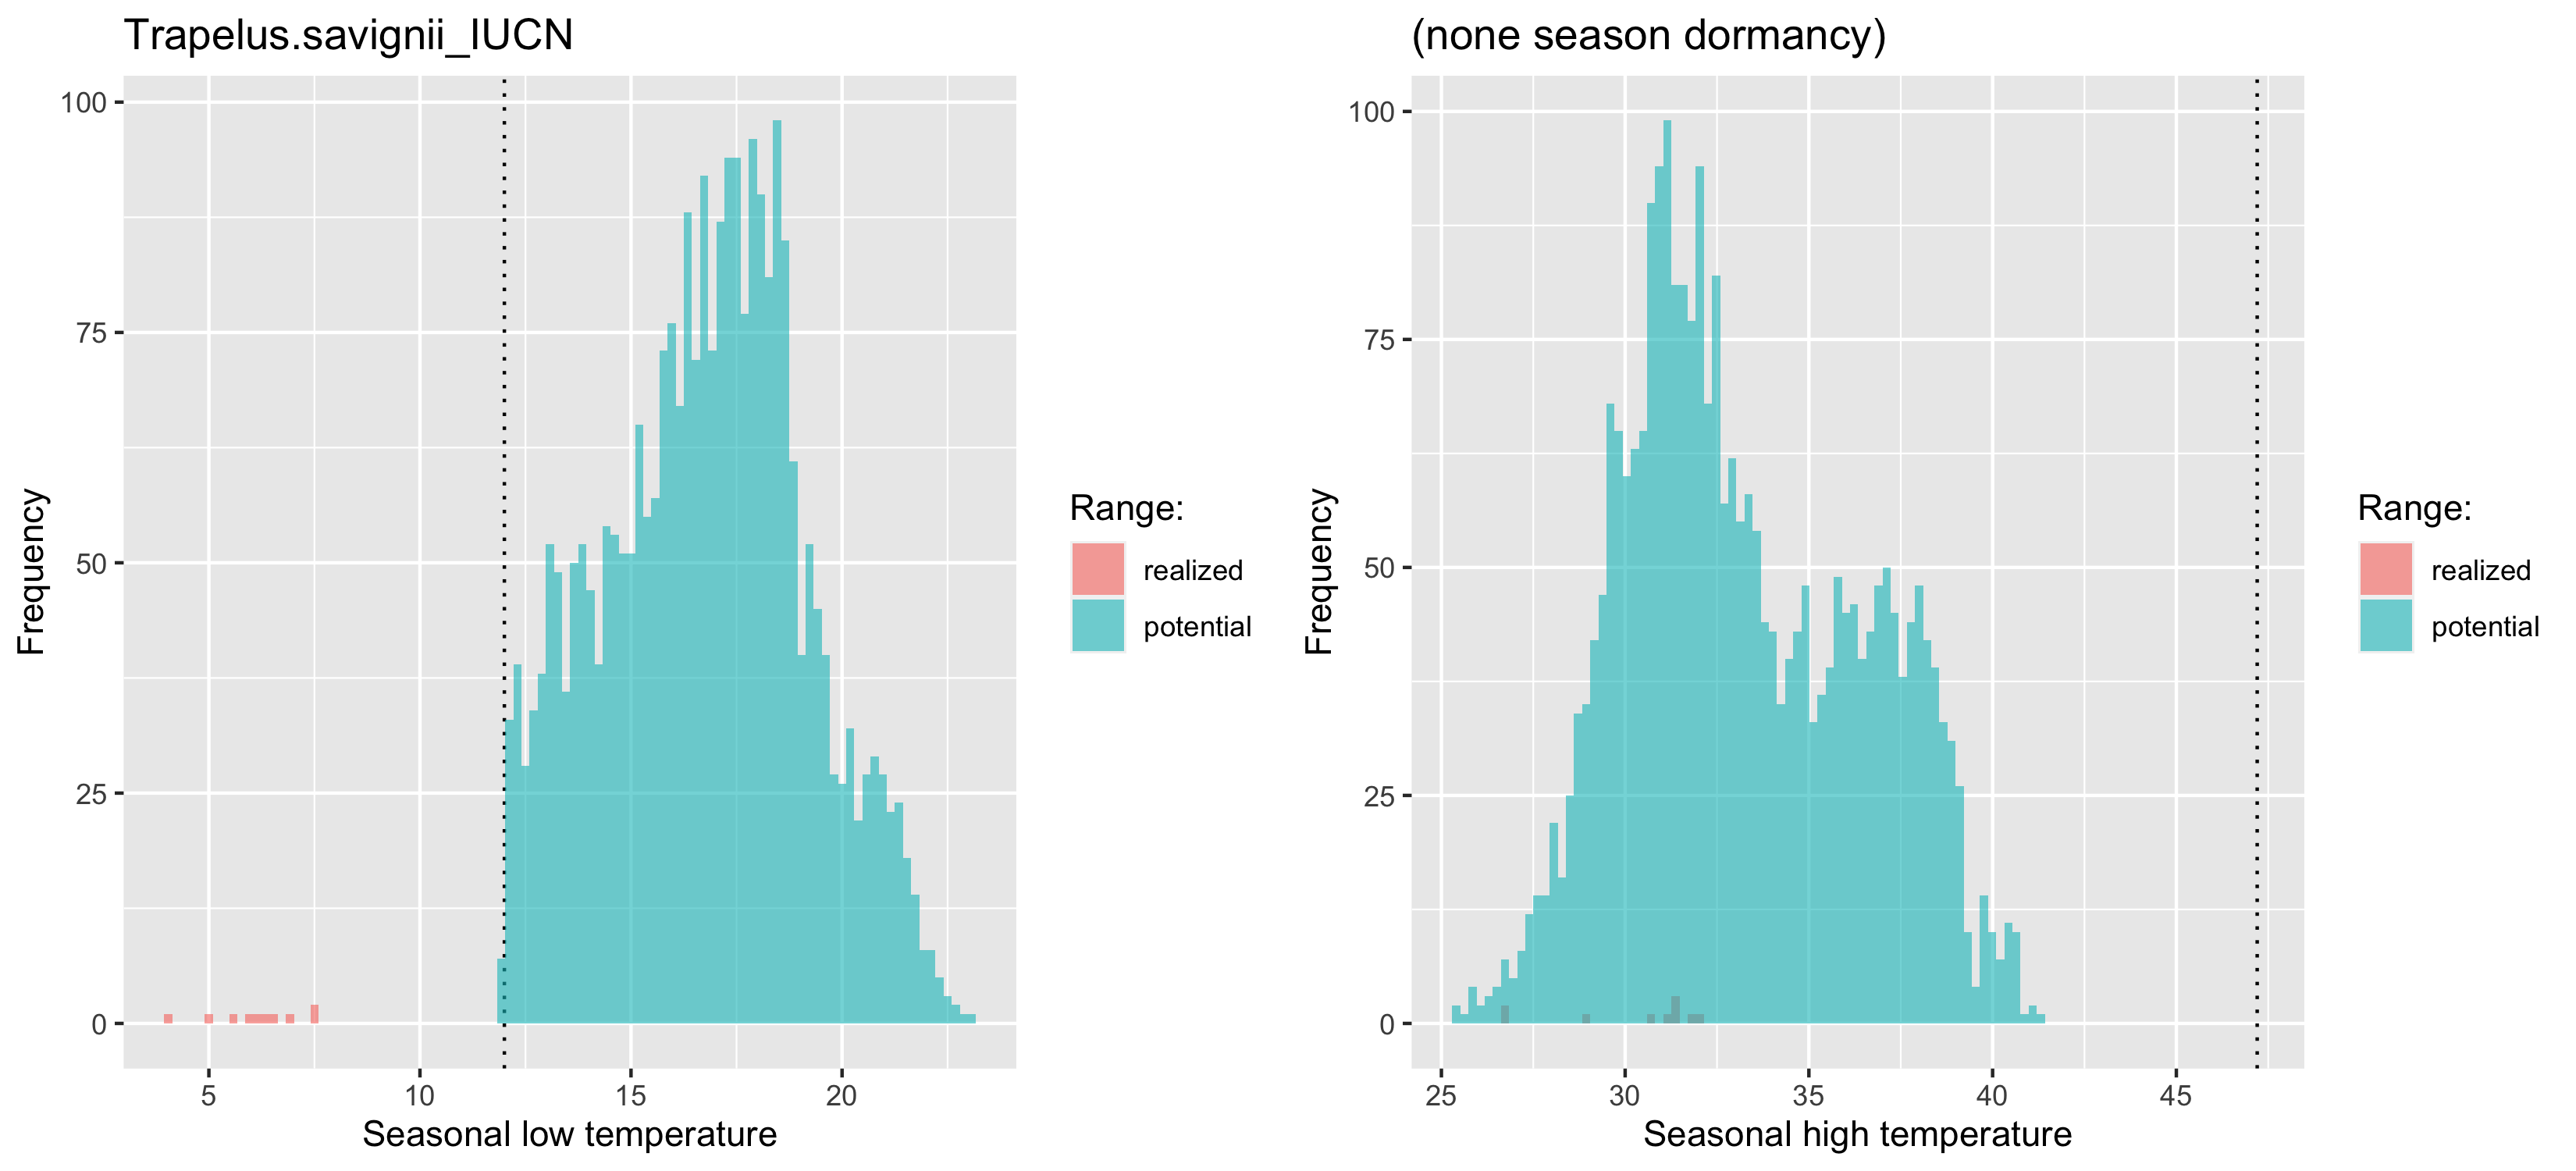 Trapelus.savignii_IUCN
100
75
50
25
0
Frequency
5 10 15 20
Seasonal low temperature
Range:
realized
potential
(none season dormancy)
100
75
50
25
0
Frequency
25 30 35 40 45
Seasonal high temperature
Range:
realized
potential